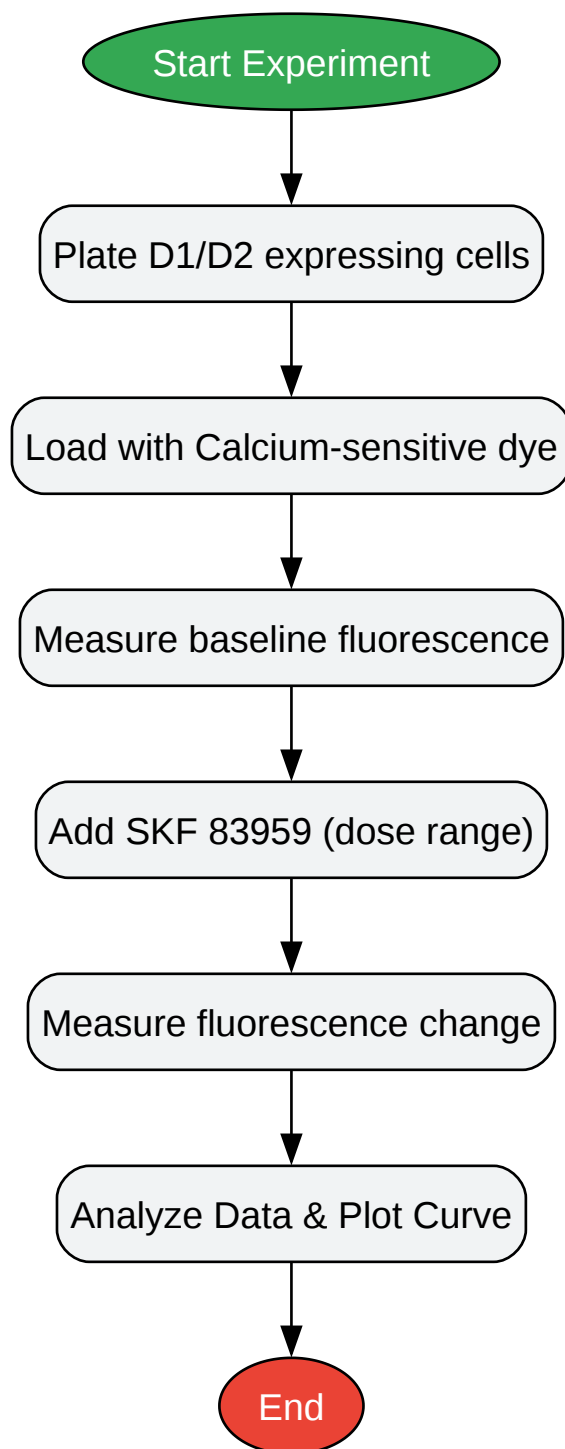 Start Experiment
Plate D1/D2 expressing cells
Load with Calcium-sensitive dye
Measure baseline fluorescence
Add SKF 83959 (dose range)
Measure fluorescence change
Analyze Data & Plot Curve
End